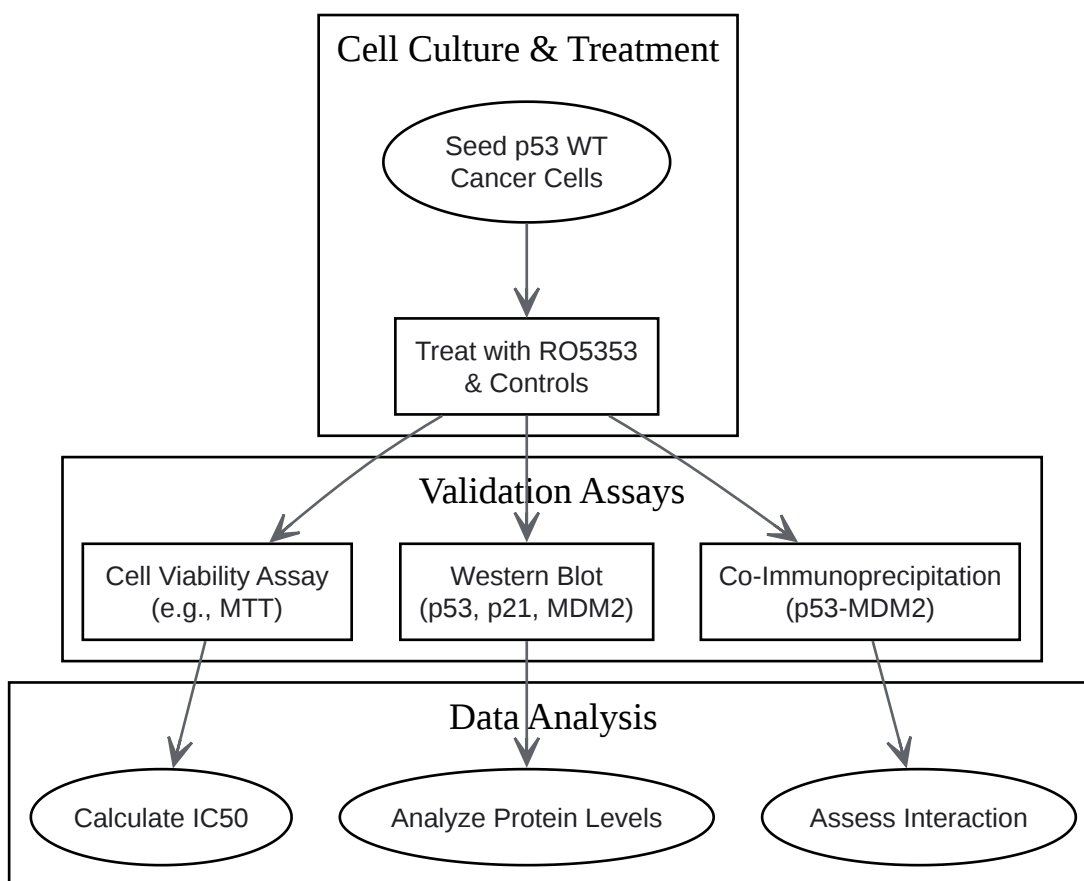 Cell Culture & Treatment
Seed p53 WT
Cancer Cells
Treat with RO5353
& Controls
Validation Assays
Cell Viability Assay
(e.g., MTT)
Western Blot
(p53, p21, MDM2)
Co-Immunoprecipitation
(p53-MDM2)
Data Analysis
Calculate IC50
Analyze Protein Levels
Assess Interaction